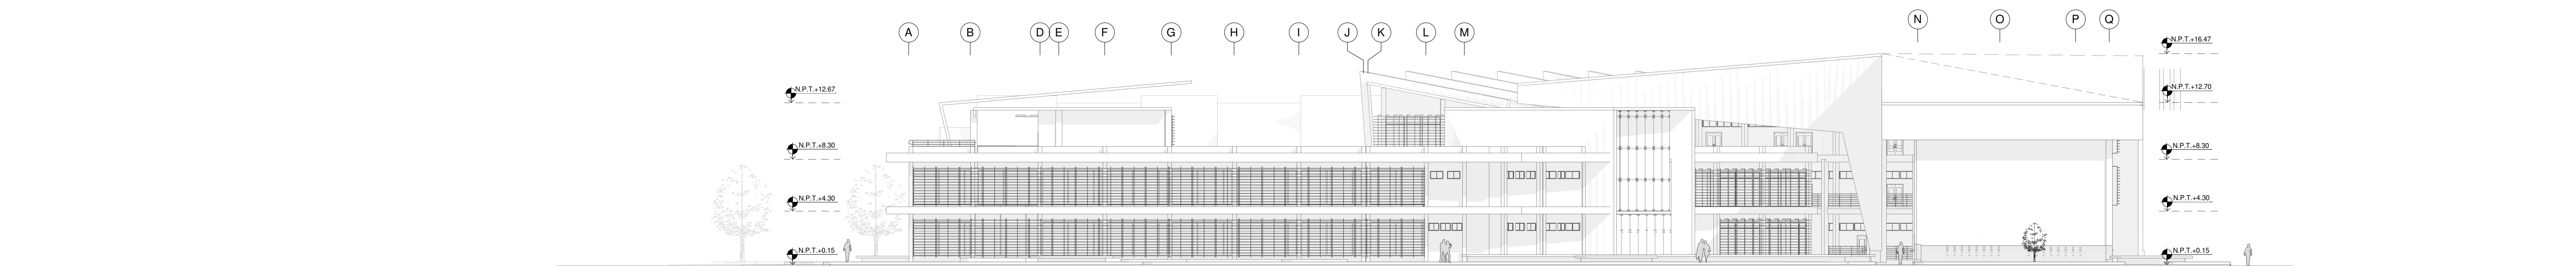 A B D E F G H I J K L M N O P Q
N.P.T.+16.47
N.P.T.+12.67
N.P.T.+12.70
N.P.T.+8.30
N.P.T.+8.30
N.P.T.+4.30
N.P.T.+4.30
N.P.T.+0.15
N.P.T.+0.15